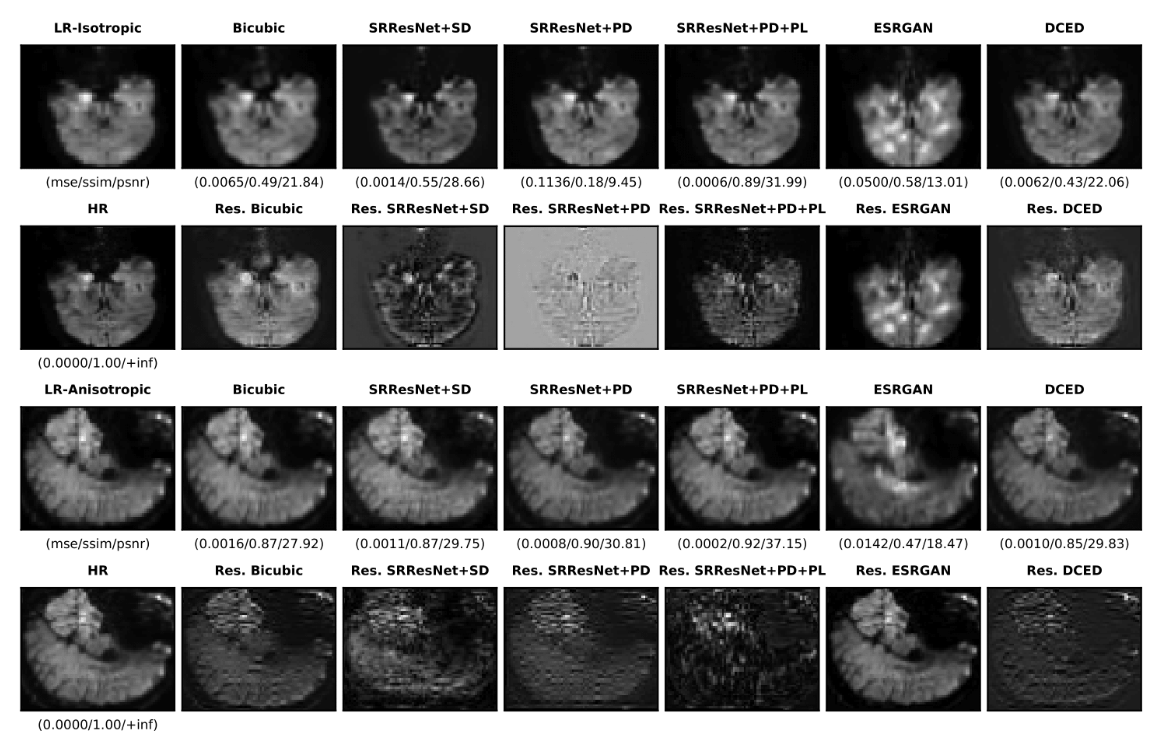 LR-Isotropic Bicubic SRResNet+SD SRResNet+PD SRResNet+PD+PL ESRGAN DCED
(mse/ssim/psnr) (0.0065/0.49/21.84) (0.0014/0.55/28.66) (0.1136/0.18/9.45) (0.0006/0.89/31.99) (0.0500/0.58/13.01) (0.0062/0.43/22.06)
HR Res. Bicubic Res. SRResNet+SD Res. SRResNet+PD Res. SRResNet+PD+PL Res. ESRGAN Res. DCED
(0.0000/1.00/+inf)
LR-Anisotropic Bicubic SRResNet+SD SRResNet+PD SRResNet+PD+PL ESRGAN DCED
(mse/ssim/psnr) (0.0016/0.87/27.92) (0.0011/0.87/29.75) (0.0008/0.90/30.81) (0.0002/0.92/37.15) (0.0142/0.47/18.47) (0.0010/0.85/29.83)
HR Res. Bicubic Res. SRResNet+SD Res. SRResNet+PD Res. SRResNet+PD+PL Res. ESRGAN Res. DCED
(0.0000/1.00/+inf)